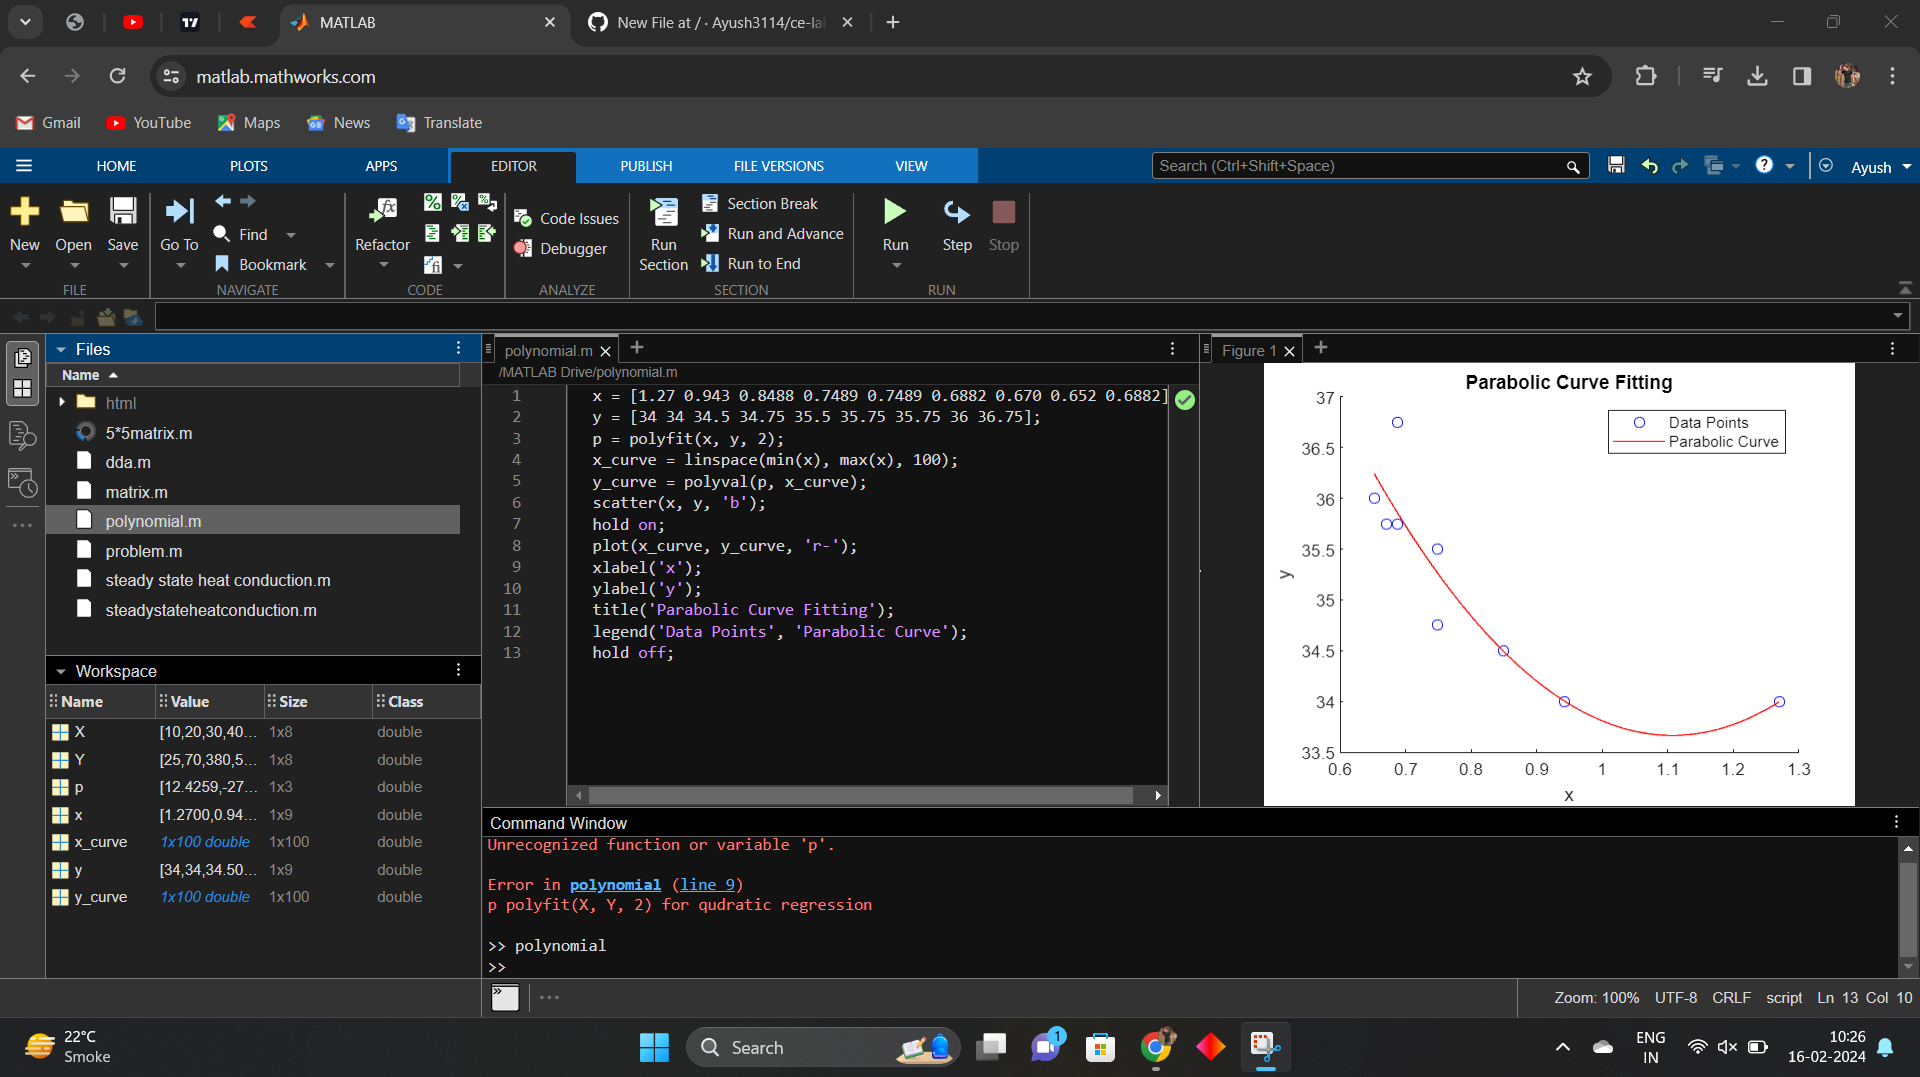 MATLAB
New File at / · Ayush3114/ce-la
matlab.mathworks.com
Gmail
YouTube
Maps
News
Translate
HOME
PLOTS
APPS
EDITOR
PUBLISH
FILE VERSIONS
VIEW
Search (Ctrl+Shift+Space)
Ayush
New
Open
Save
FILE
Go To
Find
Bookmark
NAVIGATE
Refactor
CODE
Code Issues
Debugger
ANALYZE
Run
Section
Section Break
Run and Advance
Run to End
SECTION
Run
Step
Stop
RUN
Files
Name
html
5*5matrix.m
dda.m
matrix.m
polynomial.m
problem.m
steady state heat conduction.m
steadystateheatconduction.m
Workspace
Name Value Size Class
X [10,20,30,40... 1x8 double
Y [25,70,380,5... 1x8 double
p [12.4259,-27... 1x3 double
x [1.2700,0.94... 1x9 double
x_curve 1x100 double 1x100 double
y [34,34,34.50... 1x9 double
y_curve 1x100 double 1x100 double
polynomial.m
/MATLAB Drive/polynomial.m
1 x = [1.27 0.943 0.8488 0.7489 0.7489 0.6882 0.670 0.652 0.6882]
2 y = [34 34 34.5 34.75 35.5 35.75 35.75 36 36.75];
3 p = polyfit(x, y, 2);
4 x_curve = linspace(min(x), max(x), 100);
5 y_curve = polyval(p, x_curve);
6 scatter(x, y, 'b');
7 hold on;
8 plot(x_curve, y_curve, 'r-');
9 xlabel('x');
10 ylabel('y');
11 title('Parabolic Curve Fitting');
12 legend('Data Points', 'Parabolic Curve');
13 hold off;
Figure 1
Parabolic Curve Fitting
Data Points
Parabolic Curve
37
36.5
36
35.5
35
34.5
34
33.5
y
0.6 0.7 0.8 0.9 1 1.1 1.2 1.3
x
Command Window
Unrecognized function or variable 'p'.
Error in polynomial (line 9)
p polyfit(X, Y, 2) for qudratic regression
>> polynomial
>>
Zoom: 100% UTF-8 CRLF script Ln 13 Col 10
22°C
Smoke
Search
1
ENG
IN
10:26
16-02-2024